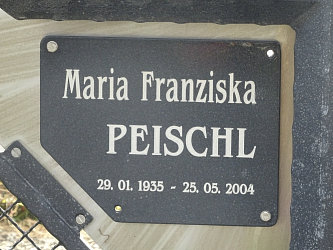 Maria Franziska
PEISCHL
29. 01. 1935 - 25. 05. 2004